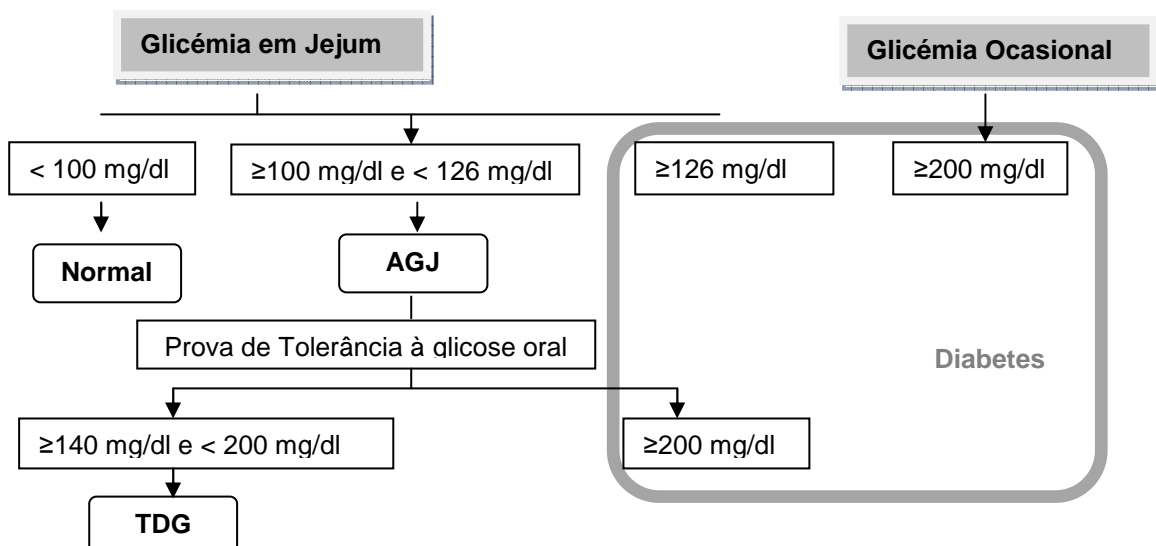 Glicémia em Jejum
Glicémia Ocasional
< 100 mg/dl
≥100 mg/dl e < 126 mg/dl
≥126 mg/dl
≥200 mg/dl
Normal
AGJ
Prova de Tolerância à glicose oral
Diabetes
≥140 mg/dl e < 200 mg/dl
≥200 mg/dl
TDG